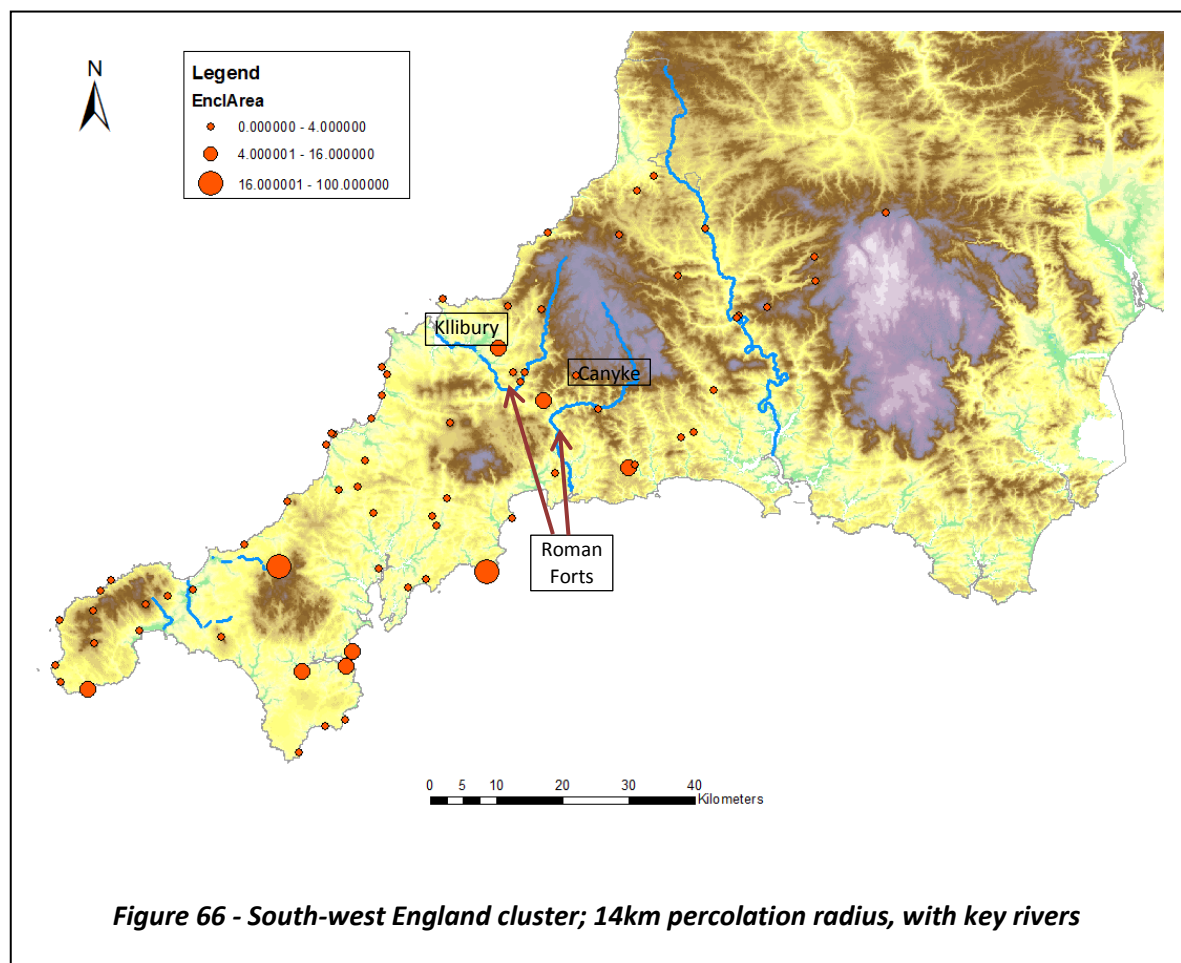 N
Legend
EnclArea
0.000000 - 4.000000
4.000001 - 16.000000
16.000001 - 100.000000
Kllibury
Canyke
Roman
Forts
0 5 10 20 30 40
Kilometers
Figure 66 - South-west England cluster; 14km percolation radius, with key rivers